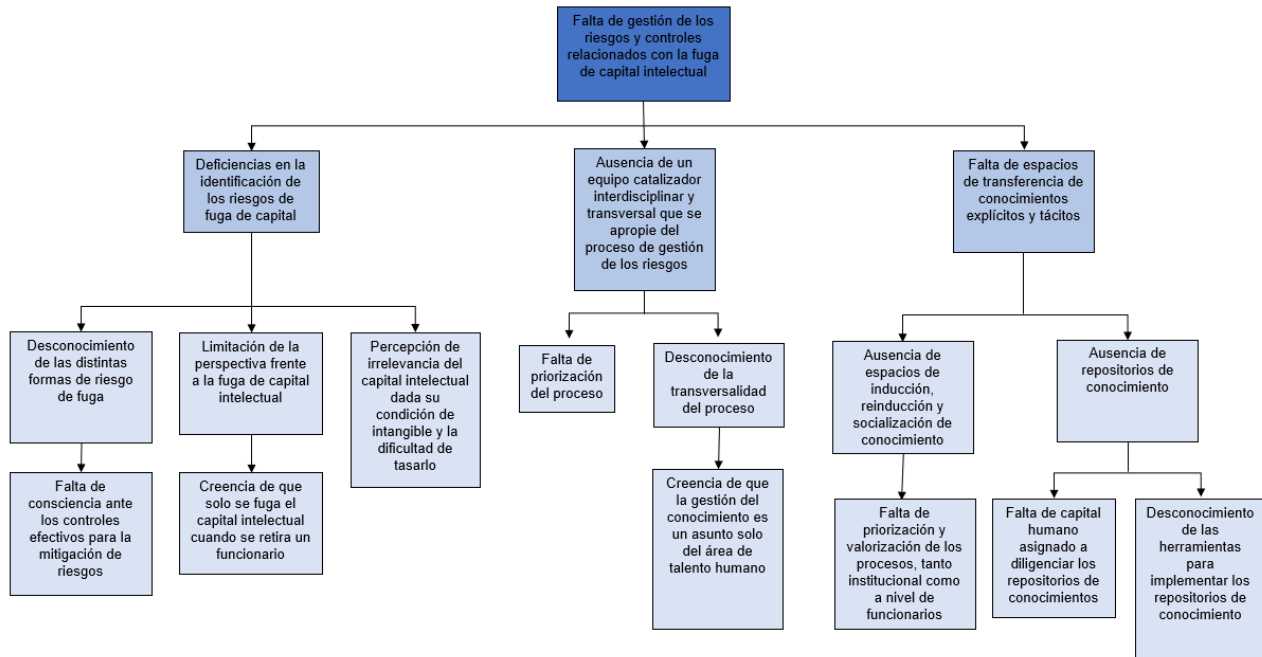 Falta de gestión de los
riesgos y controles
relacionados con la fuga
de capital intelectual
Deficiencias en la
identificación de
los riesgos de
fuga de capital
Ausencia de un
equipo catalizador
interdisciplinar y
transversal que se
apropie del
proceso de gestión
de los riesgos
Falta de espacios
de transferencia de
conocimientos
explícitos y tácitos
Desconocimiento
de las distintas
formas de riesgo
de fuga
Limitación de la
perspectiva frente
a la fuga de capital
intelectual
Percepción de
irrelevancia del
capital intelectual
dada su
condición de
intangible y la
dificultad de
tasarlo
Falta de
priorización
del proceso
Desconocimiento
de la
transversalidad
del proceso
Ausencia de
espacios de
inducción,
reinducción y
socialización de
conocimiento
Ausencia de
repositorios de
conocimiento
Falta de
consciencia ante
los controles
efectivos para la
mitigación de
riesgos
Creencia de que
solo se fuga el
capital intelectual
cuando se retira un
funcionario
Creencia de que
la gestión del
conocimiento es
un asunto solo
del área de
talento humano
Falta de
priorización y
valorización de los
procesos, tanto
institucional como
a nivel de
funcionarios
Falta de capital
humano
asignado a
diligenciar los
repositorios de
conocimientos
Desconocimiento
de las
herramientas
para
implementar los
repositorios de
conocimiento